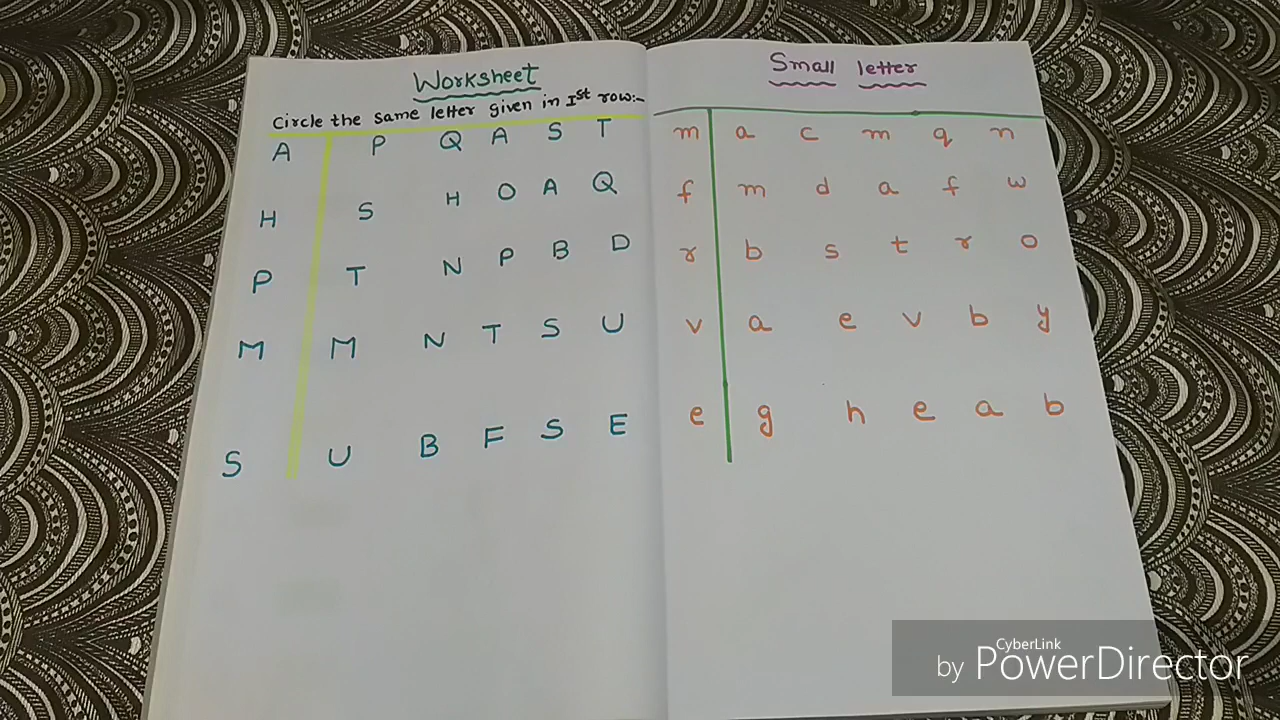 Worksheet
Circle the same letter given in Ist row:-
A P Q A S T
H S H O A Q
P T N P B D
M M N T S U
S U B F S E
Small letter
m a c m q n
f m d a f w
r b s t r o
v a e v b y
e g h e a b
CyberLink
by PowerDirector